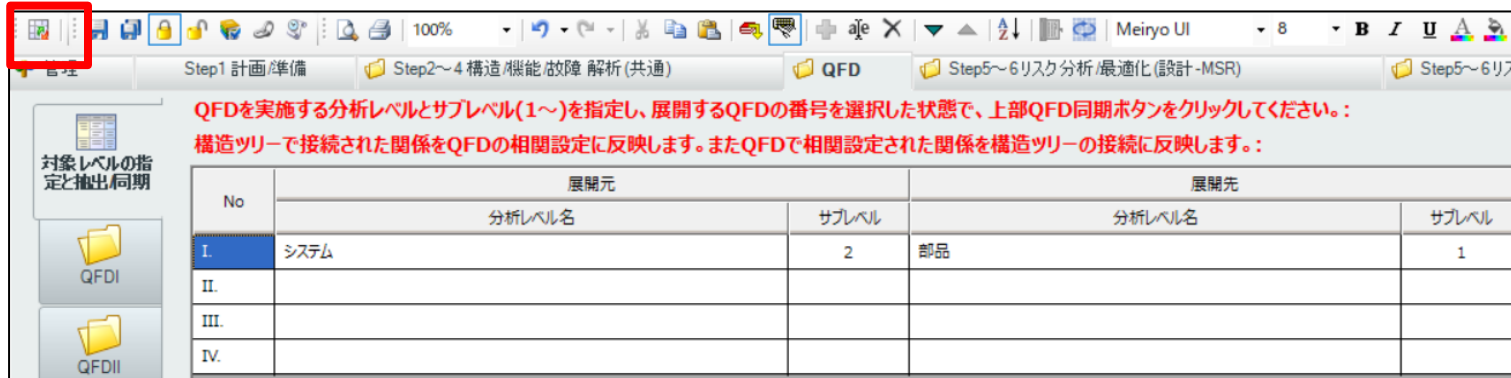 100% Meiryo UI 8 B I U A
管理 Step1 計画/準備 Step2～4 構造/機能/故障 解析(共通) QFD Step5～6リスク分析/最適化(設計-MSR) Step5～6リス
QFDを実施する分析レベルとサブレベル(1～)を指定し、展開するQFDの番号を選択した状態で、上部QFD同期ボタンをクリックしてください。:
構造ツリーで接続された関係をQFDの相関設定に反映します。またQFDで相関設定された関係を構造ツリーの接続に反映します。:
対象レベルの指
定と抽出/同期
QFDI
QFDII
No 展開元 展開先
分析レベル名 サブレベル 分析レベル名 サブレベル
I. システム 2 部品 1
II.
III.
IV.